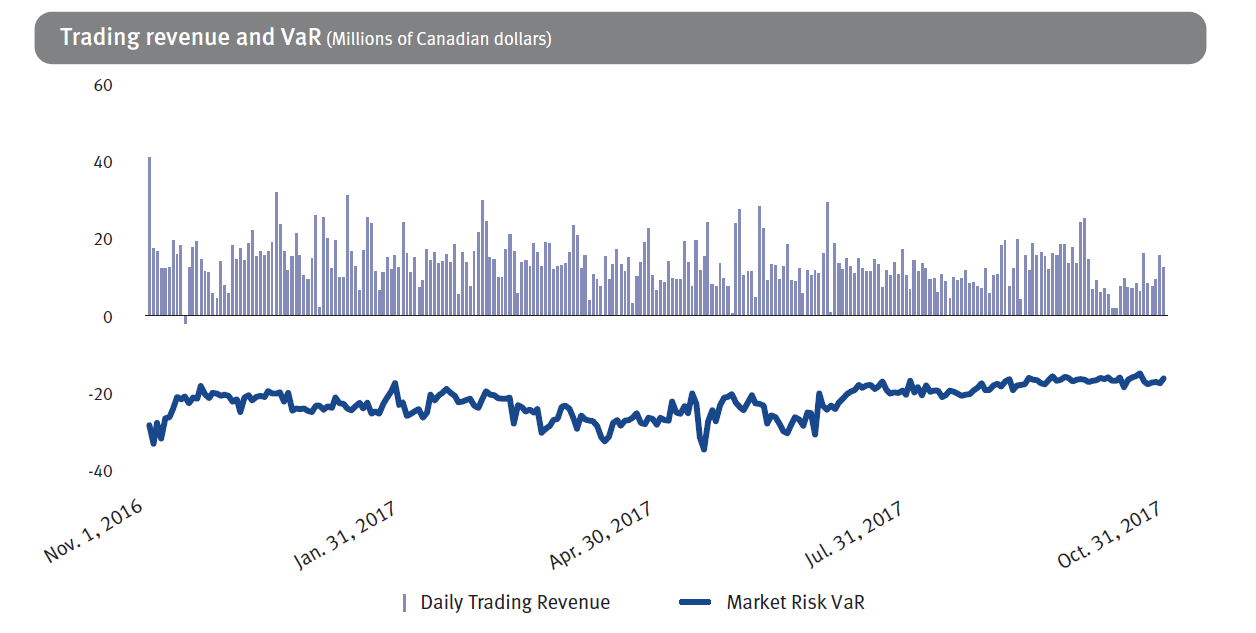 Trading revenue and VaR (Millions of Canadian dollars)
60
40
20
0
-20
-40
Nov. 1, 2016
Jan. 31, 2017
Apr. 30, 2017
Jul. 31, 2017
Oct. 31, 2017
Daily Trading Revenue
Market Risk VaR